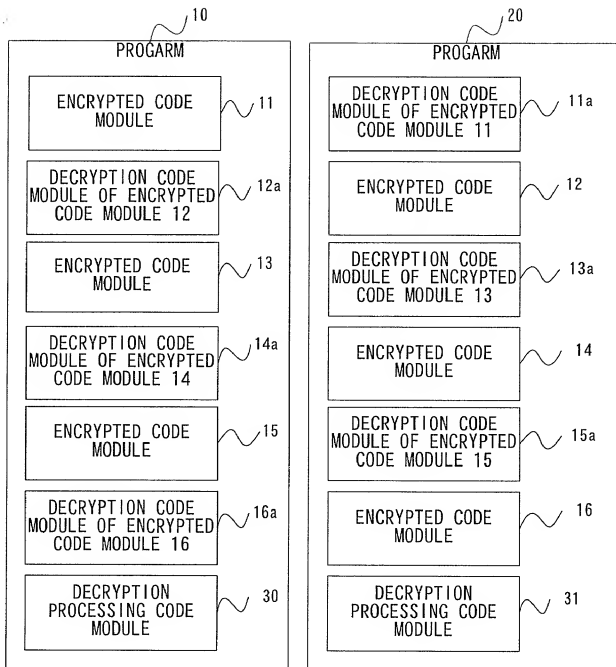 10
PROGARM
ENCRYPTED CODE
MODULE
11
DECRYPTION CODE
MODULE OF ENCRYPTED
CODE MODULE 12
12a
ENCRYPTED CODE
MODULE
13
DECRYPTION CODE
MODULE OF ENCRYPTED
CODE MODULE 14
14a
ENCRYPTED CODE
MODULE
15
DECRYPTION CODE
MODULE OF ENCRYPTED
CODE MODULE 16
16a
DECRYPTION
PROCESSING CODE
MODULE
30
20
PROGARM
DECRYPTION CODE
MODULE OF ENCRYPTED
CODE MODULE 11
11a
ENCRYPTED CODE
MODULE
12
DECRYPTION CODE
MODULE OF ENCRYPTED
CODE MODULE 13
13a
ENCRYPTED CODE
MODULE
14
DECRYPTION CODE
MODULE OF ENCRYPTED
CODE MODULE 15
15a
ENCRYPTED CODE
MODULE
16
DECRYPTION
PROCESSING CODE
MODULE
31